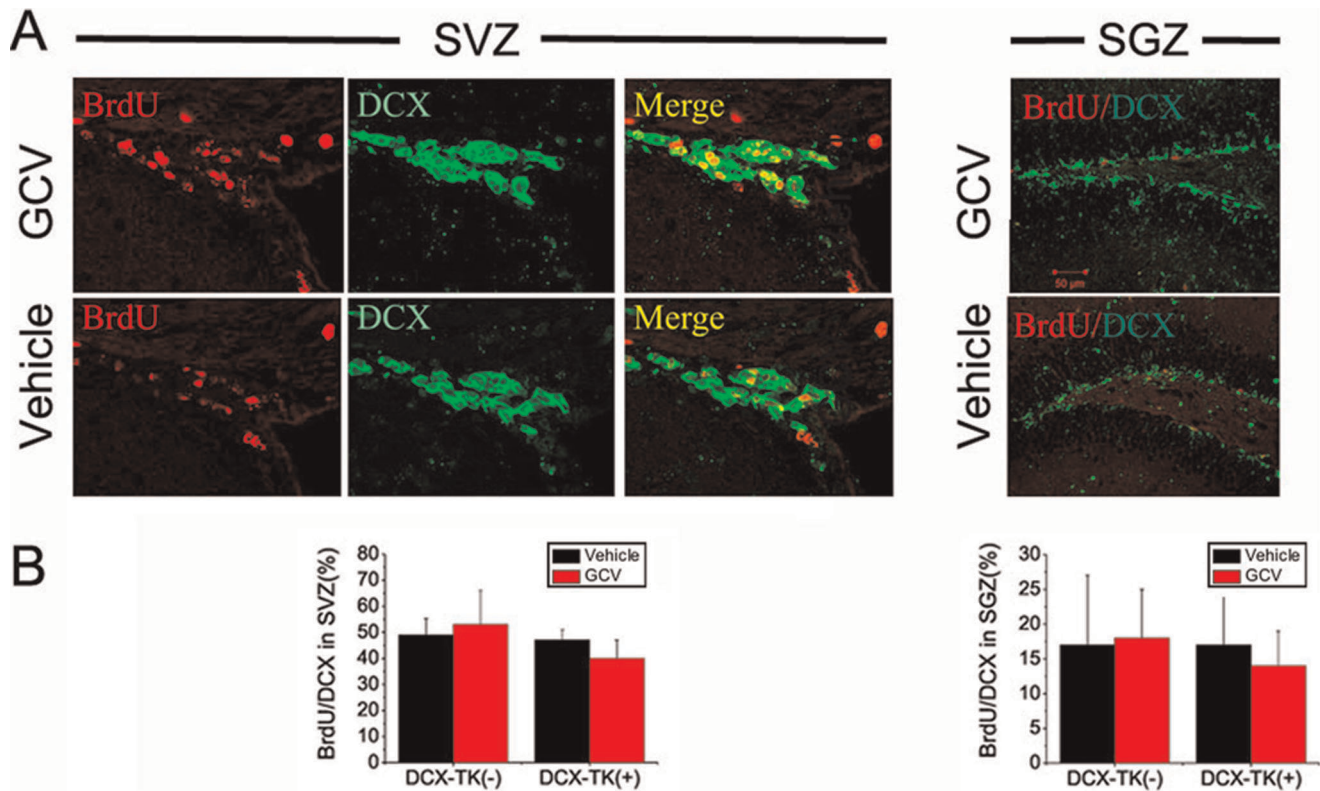 A
SVZ
SGZ
GCV
BrdU
DCX
Merge
GCV
BrdU/DCX
50 µm
Vehicle
BrdU
DCX
Merge
Vehicle
BrdU/DCX
B
BrdU/DCX in SVZ(%)
80
70
60
50
40
30
20
10
0
Vehicle
GCV
DCX-TK(-)
DCX-TK(+)
BrdU/DCX in SGZ(%)
30
25
20
15
10
5
0
Vehicle
GCV
DCX-TK(-)
DCX-TK(+)